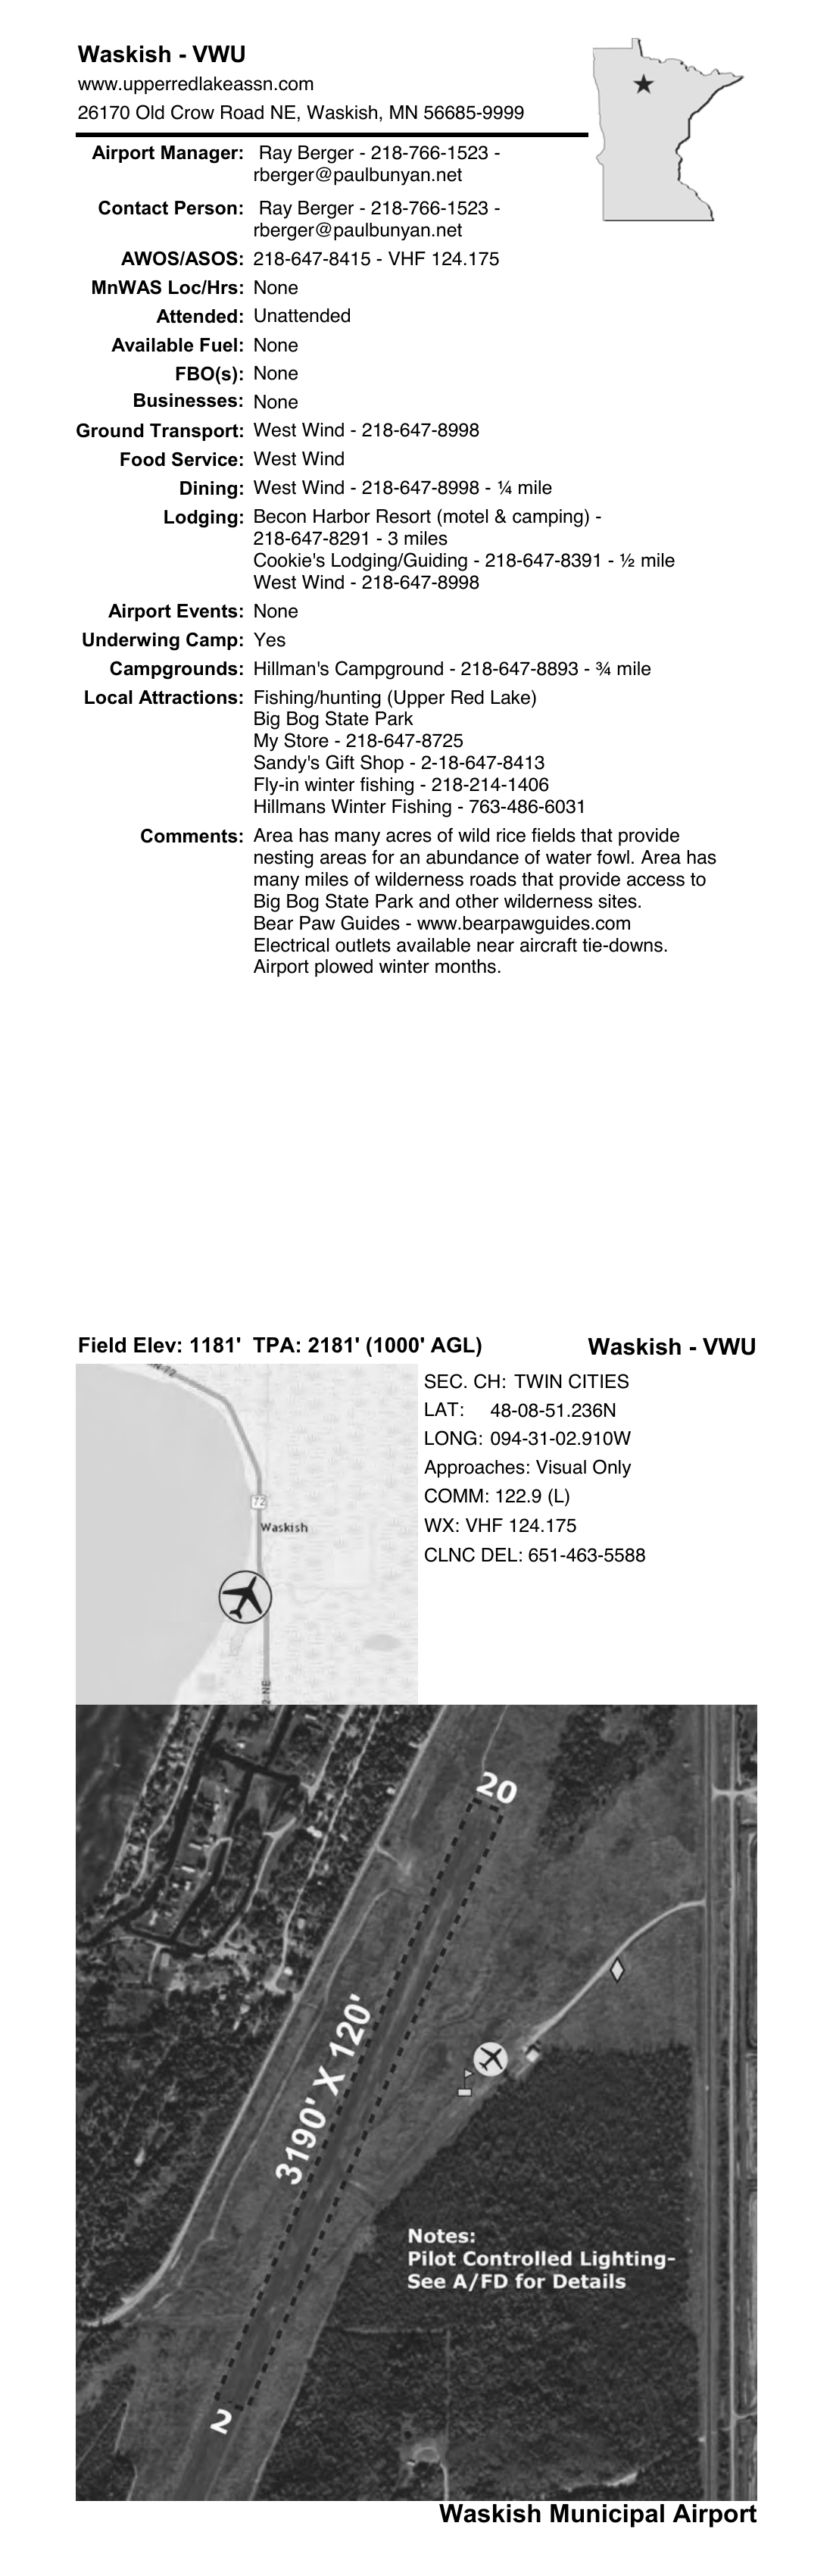 Waskish - VWU
www.upperredlakeassn.com
26170 Old Crow Road NE, Waskish, MN 56685-9999
Airport Manager: Ray Berger - 218-766-1523 -
rberger@paulbunyan.net
Contact Person: Ray Berger - 218-766-1523 -
rberger@paulbunyan.net
AWOS/ASOS: 218-647-8415 - VHF 124.175
MnWAS Loc/Hrs: None
Attended: Unattended
Available Fuel: None
FBO(s): None
Businesses: None
Ground Transport: West Wind - 218-647-8998
Food Service: West Wind
Dining: West Wind - 218-647-8998 - ¼ mile
Lodging: Becon Harbor Resort (motel & camping) -
218-647-8291 - 3 miles
Cookie's Lodging/Guiding - 218-647-8391 - ½ mile
West Wind - 218-647-8998
Airport Events: None
Underwing Camp: Yes
Campgrounds: Hillman's Campground - 218-647-8893 - ¾ mile
Local Attractions: Fishing/hunting (Upper Red Lake)
Big Bog State Park
My Store - 218-647-8725
Sandy's Gift Shop - 2-18-647-8413
Fly-in winter fishing - 218-214-1406
Hillmans Winter Fishing - 763-486-6031
Comments: Area has many acres of wild rice fields that provide
nesting areas for an abundance of water fowl. Area has
many miles of wilderness roads that provide access to
Big Bog State Park and other wilderness sites.
Bear Paw Guides - www.bearpawguides.com
Electrical outlets available near aircraft tie-downs.
Airport plowed winter months.
Field Elev: 1181' TPA: 2181' (1000' AGL)
Waskish - VWU
SEC. CH: TWIN CITIES
LAT: 48-08-51.236N
LONG: 094-31-02.910W
Approaches: Visual Only
COMM: 122.9 (L)
WX: VHF 124.175
CLNC DEL: 651-463-5588
72
Waskish
20
3190' X 120'
Notes:
Pilot Controlled Lighting-
See A/FD for Details
2
Waskish Municipal Airport